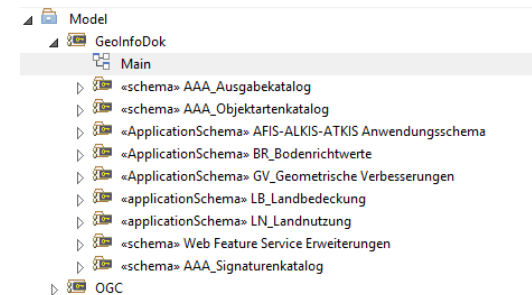 Model
GeoInfoDok
Main
«schema» AAA_Ausgabekatalog
«schema» AAA_Objektartenkatalog
«ApplicationSchema» AFIS-ALKIS-ATKIS Anwendungsschema
«ApplicationSchema» BR_Bodenrichtwerte
«ApplicationSchema» GV_Geometrische Verbesserungen
«applicationSchema» LB_Landbedeckung
«applicationSchema» LN_Landnutzung
«schema» Web Feature Service Erweiterungen
«schema» AAA_Signaturenkatalog
OGC